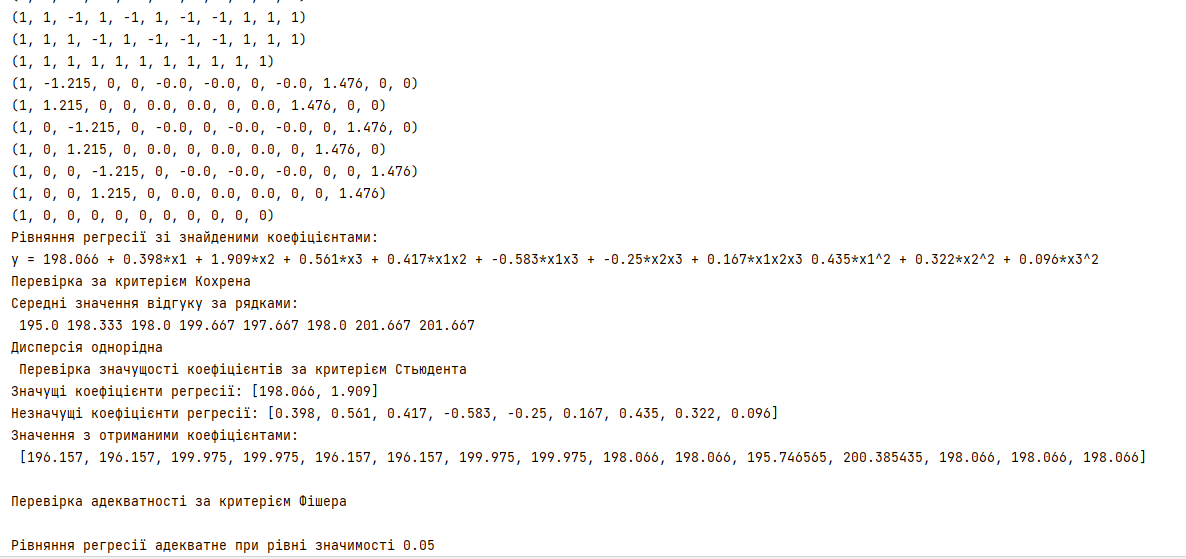 (1, 1, -1, 1, -1, 1, -1, -1, 1, 1, 1)
(1, 1, 1, -1, 1, -1, -1, -1, 1, 1, 1)
(1, 1, 1, 1, 1, 1, 1, 1, 1, 1, 1)
(1, -1.215, 0, 0, -0.0, -0.0, 0, -0.0, 1.476, 0, 0)
(1, 1.215, 0, 0, 0.0, 0.0, 0, 0.0, 1.476, 0, 0)
(1, 0, -1.215, 0, -0.0, 0, -0.0, -0.0, 0, 1.476, 0)
(1, 0, 1.215, 0, 0.0, 0, 0.0, 0.0, 0, 1.476, 0)
(1, 0, 0, -1.215, 0, -0.0, -0.0, -0.0, 0, 0, 1.476)
(1, 0, 0, 1.215, 0, 0.0, 0.0, 0.0, 0, 0, 1.476)
(1, 0, 0, 0, 0, 0, 0, 0, 0, 0, 0)
Рівняння регресії зі знайденими коефіцієнтами:
y = 198.066 + 0.398*x1 + 1.909*x2 + 0.561*x3 + 0.417*x1x2 + -0.583*x1x3 + -0.25*x2x3 + 0.167*x1x2x3 0.435*x1^2 + 0.322*x2^2 + 0.096*x3^2
Перевірка за критерієм Кохрена
Середні значення відгуку за рядками:
195.0 198.333 198.0 199.667 197.667 198.0 201.667 201.667
Дисперсія однорідна
Перевірка значущості коефіцієнтів за критерієм Стьюдента
Значущі коефіцієнти регресії: [198.066, 1.909]
Незначущі коефіцієнти регресії: [0.398, 0.561, 0.417, -0.583, -0.25, 0.167, 0.435, 0.322, 0.096]
Значення з отриманими коефіцієнтами:
[196.157, 196.157, 199.975, 199.975, 196.157, 196.157, 199.975, 199.975, 198.066, 198.066, 195.746565, 200.385435, 198.066, 198.066, 198.066]
Перевірка адекватності за критерієм Фішера
Рівняння регресії адекватне при рівні значимості 0.05